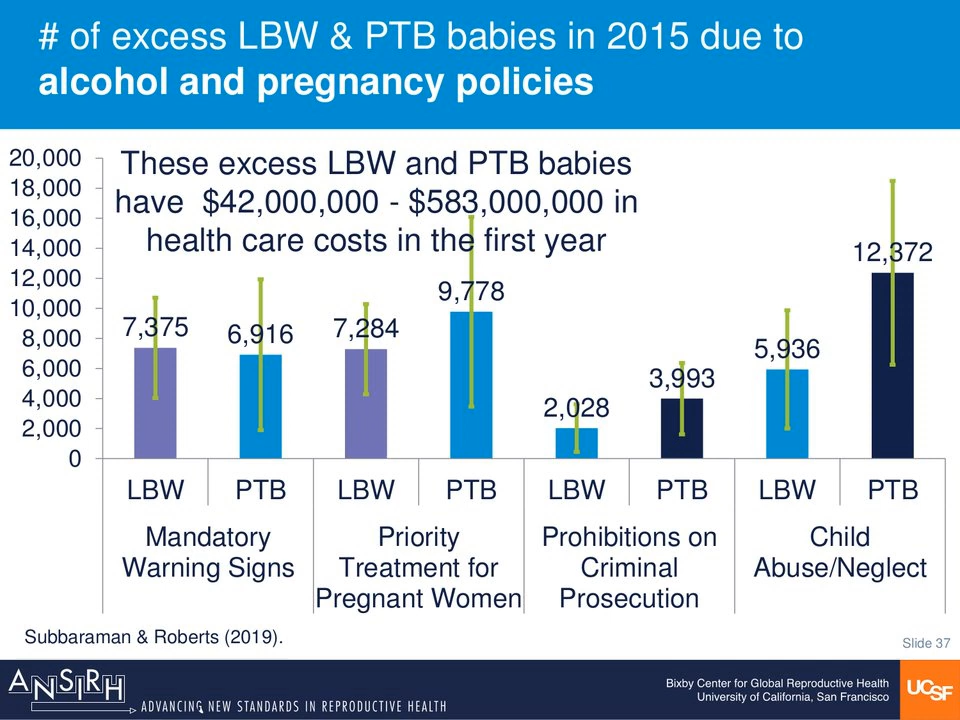 # of excess LBW & PTB babies in 2015 due to
alcohol and pregnancy policies
These excess LBW and PTB babies
have $42,000,000 - $583,000,000 in
health care costs in the first year
20,000
18,000
16,000
14,000
12,000
10,000
8,000
6,000
4,000
2,000
0
7,375
6,916
7,284
9,778
2,028
3,993
5,936
12,372
LBW PTB LBW PTB LBW PTB LBW PTB
Mandatory
Warning Signs
Priority
Treatment for
Pregnant Women
Prohibitions on
Criminal
Prosecution
Child
Abuse/Neglect
Subbaraman & Roberts (2019).
Slide 37
ANSIRH
ADVANCING NEW STANDARDS IN REPRODUCTIVE HEALTH
Bixby Center for Global Reproductive Health
University of California, San Francisco
UCSF